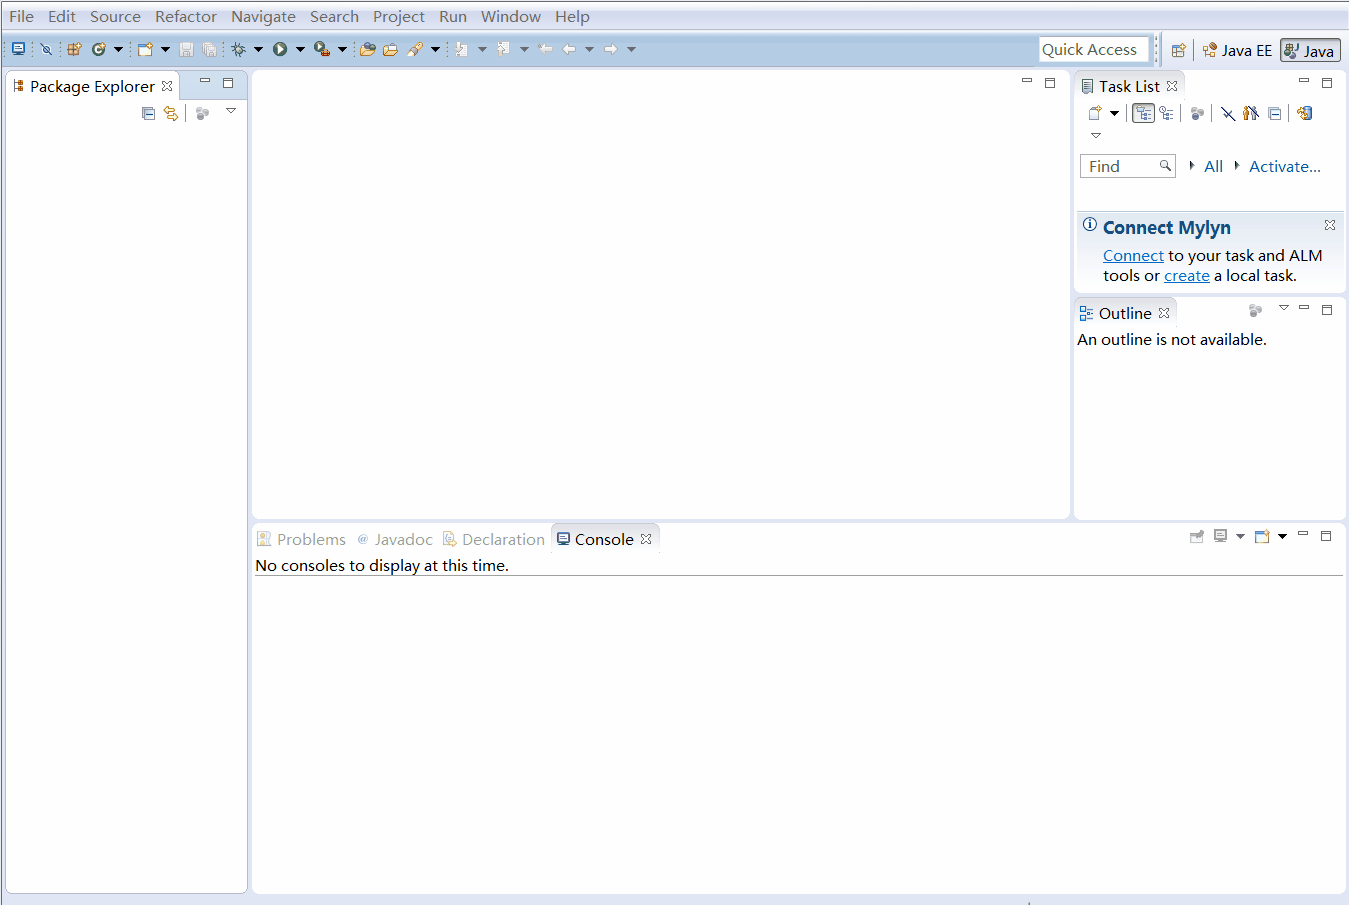 File Edit Source Refactor Navigate Search Project Run Window Help
Quick Access Java EE Java
Package Explorer
Task List
Find All Activate...
Connect Mylyn
Connect to your task and ALM
tools or create a local task.
Outline
An outline is not available.
Problems @ Javadoc Declaration Console
No consoles to display at this time.